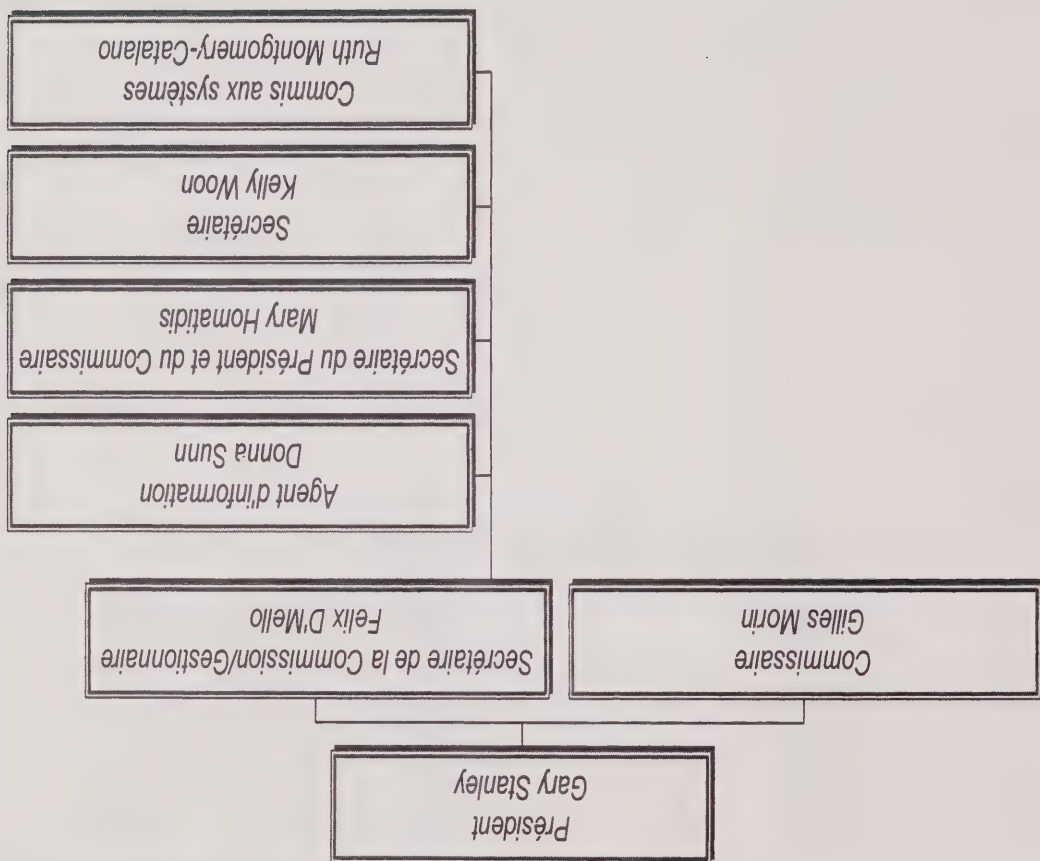 Président
Gary Stanley
Commissaire
Gilles Morin
Secrétaire de la Commission/Gestionnaire
Felix D'Mello
Agent d'information
Donna Sunn
Secrétaire du Président et du Commissaire
Mary Homatidis
Secrétaire
Kelly Woon
Commis aux systèmes
Ruth Montgomery-Catalano